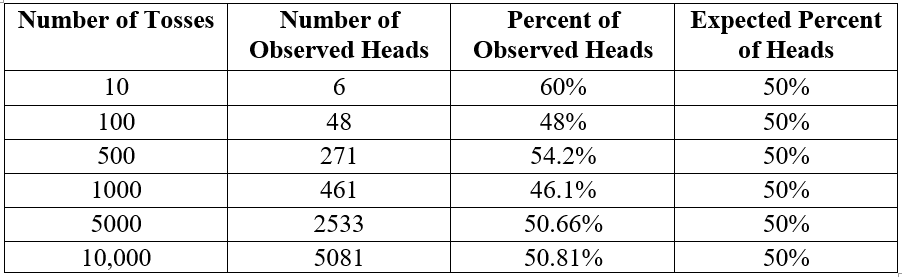 Number of Tosses Number of Observed Heads Percent of Observed Heads Expected Percent of Heads
10 6 60% 50%
100 48 48% 50%
500 271 54.2% 50%
1000 461 46.1% 50%
5000 2533 50.66% 50%
10,000 5081 50.81% 50%